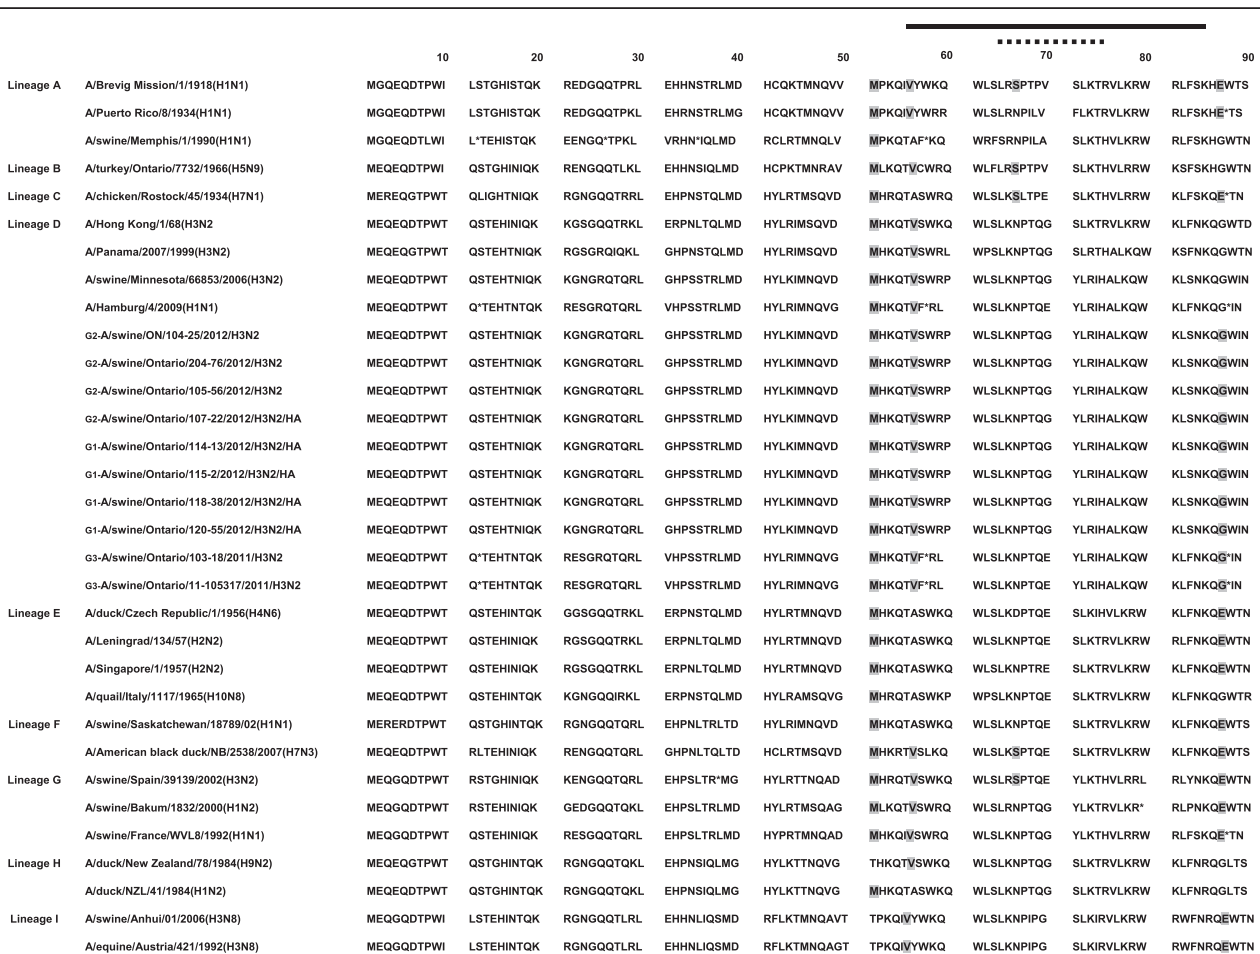 10 20 30 40 50 60 70 80 90
Lineage A A/Brevig Mission/1/1918(H1N1) MGQEQDTPWI LSTGHISTQK REDGQQTPRL EHHNSTRLMD HCQKTMNQVV MPKQIVYWKQ WLSLRSPTPV SLKTRVLKRW RLFSKHEWTS
A/Puerto Rico/8/1934(H1N1) MGQEQDTPWI LSTGHISTQK REDGQQTPKL EHRNSTRLMG HCQKTMNQVV MPKQIVYWRR WLSLRNPILV FLKTRVLKRW RLFSKHE*TS
A/swine/Memphis/1/1990(H1N1) MGQEQDTLWI L*TEHISTQK EENGQ*TPKL VRHN*IQLMD RCLRTMNQLV MPKQTAF*KQ WRFSRNPILA SLKTHVLKRW RLFSKHGWTN
Lineage B A/turkey/Ontario/7732/1966(H5N9) MEQEQDTPWI QSTGHINIQK RENGQQTLKL EHHNSIQLMD HCPKTMNRAV MLKQTVCWRQ WLFLRSPTPV SLKTHVLKRW KSFSKHGWTN
Lineage C A/chicken/Rostock/45/1934(H7N1) MEREQGTPWT QLIGHTNIQK RGNGQQTRRL EHPNSTQLMD HYLRTMSQVD MHRQTASWRQ WLSLKSLTPE SLKTHVLRRW KLFSKQE*TN
Lineage D A/Hong Kong/1/68(H3N2 MEQEQDTPWT QSTEHINIQK KGSGQQTRKL ERPNLTQLMD HYLRIMSQVD MHKQTVSWKQ WLSLKNPTQG SLKTRVLKRW KLFNKQGWTD
A/Panama/2007/1999(H3N2) MEQEQGTPWT QSTEHTNIQK RGSGRQIQKL GHPNSTQLMD HYLRIMSQVD MHKQTVSWRL WPSLKNPTQG SLRTHALKQW KSFNKQGWTN
A/swine/Minnesota/66853/2006(H3N2) MEQEQDTPWT QSTEHTNIQK KGNGRQTQRL GHPSSTRLMD HYLRIMNQVD MHKQTVSWRP WLSLKNPTQG YLRIHALKQW KLSNKQGWIN
A/Hamburg/4/2009(H1N1) MEQEQDTPWT Q*TEHTNTQK RESGRQTQRL VHPSSTRLMD HYLRIMNQVG MHKQTVF*RL WLSLKNPTQE YLRIHALKQW KLFNKQG*IN
G2-A/swine/ON/104-25/2012/H3N2 MEQEQDTPWT QSTEHTNIQK KGNGRQTQRL GHPSSTRLMD HYLKIMNQVD MHKQTVSWRP WLSLKNPTQG YLRIHALKQW KLSNKQGWIN
G2-A/swine/Ontario/204-76/2012/H3N2 MEQEQDTPWT QSTEHTNIQK KGNGRQTQRL GHPSSTRLMD HYLKIMNQVD MHKQTVSWRP WLSLKNPTQG YLRIHALKQW KLSNKQGWIN
G2-A/swine/Ontario/105-56/2012/H3N2 MEQEQDTPWT QSTEHTNIQK KGNGRQTQRL GHPSSTRLMD HYLKIMNQVD MHKQTVSWRP WLSLKNPTQG YLRIHALKQW KLSNKQGWIN
G2-A/swine/Ontario/107-22/2012/H3N2/HA MEQEQDTPWT QSTEHTNIQK KGNGRQTQRL GHPSSTRLMD HYLKIMNQVD MHKQTVSWRP WLSLKNPTQG YLRIHALKQW KLSNKQGWIN
G1-A/swine/Ontario/114-13/2012/H3N2/HA MEQEQDTPWT QSTEHTNIQK KGNGRQTQRL GHPSSTRLMD HYLKIMNQVD MHKQTVSWRP WLSLKNPTQG YLRIHALKQW KLSNKQGWIN
G1-A/swine/Ontario/115-2/2012/H3N2/HA MEQEQDTPWT QSTEHTNIQK KGNGRQTQRL GHPSSTRLMD HYLKIMNQVD MHKQTVSWRP WLSLKNPTQG YLRIHALKQW KLSNKQGWIN
G1-A/swine/Ontario/118-38/2012/H3N2/HA MEQEQDTPWT QSTEHTNIQK KGNGRQTQRL GHPSSTRLMD HYLKIMNQVD MHKQTVSWRP WLSLKNPTQG YLRIHALKQW KLSNKQGWIN
G1-A/swine/Ontario/120-55/2012/H3N2/HA MEQEQDTPWT QSTEHTNIQK KGNGRQTQRL GHPSSTRLMD HYLKIMNQVD MHKQTVSWRP WLSLKNPTQG YLRIHALKQW KLSNKQGWIN
G3-A/swine/Ontario/103-18/2011/H3N2 MEQEQDTPWT Q*TEHTNTQK RESGRQTQRL VHPSSTRLMD HYLRIMNQVG MHKQTVF*RL WLSLKNPTQE YLRIHALKQW KLFNKQG*IN
G3-A/swine/Ontario/11-105317/2011/H3N2 MEQEQDTPWT Q*TEHTNTQK RESGRQTQRL VHPSSTRLMD HYLRIMNQVG MHKQTVF*RL WLSLKNPTQE YLRIHALKQW KLFNKQG*IN
Lineage E A/duck/Czech Republic/1/1956(H4N6) MEQEQDTPWT QSTEHINTQK GGSGQQTRKL ERPNSTQLMD HYLRTMNQVD MHKQTASWKQ WLSLKDPTQE SLKIHVLKRW KLFNKQEWTN
A/Leningrad/134/57(H2N2) MEQEQDTPWT QSTEHINIQK RGSGQQTRKL ERPNLTQLMD HYLRTMNQVD MHKQTASWKQ WLSLKNPTQE SLKTRVLKRW RLFNKQEWTN
A/Singapore/1/1957(H2N2) MEQEQDTPWT QSTEHINIQK RGSGQQTRKL ERPNLTQLMD HYLRTMNQVD MHKQTASWKQ WLSLKNPTRE SLKTRVLKRW KLFNKQEWTN
A/quail/Italy/1117/1965(H10N8) MEQEQDTPWT QSTEHINTQK KGNGQQIRKL ERPNSTQLMD HYLRAMSQVG MHRQTASWKP WPSLKNPTQE SLKTRVLKRW KLFNKQGWTR
Lineage F A/swine/Saskatchewan/18789/02(H1N1) MERERDTPWT QSTGHINTQK RGNGQQTQRL EHPNLTRLTD HYLRIMNQVD MHKQTASWKQ WLSLKNPTQE SLKTRVLKRW KLFNKQEWTS
A/American black duck/NB/2538/2007(H7N3) MEQEQDTPWT RLTEHINIQK RENGQQTQRL GHPNLTQLTD HCLRTMSQVD MHKRTVSLKQ WLSLKSPTQE SLKTRVLKRW KLFNKQEWTS
Lineage G A/swine/Spain/39139/2002(H3N2) MEQGQDTPWT RSTGHINIQK KENGQQTQRL EHPSLTR*MG HYLRTTNQAD MHRQTVSWKQ WLSLRSPTQE YLKTHVLRRL RLYNKQEWTN
A/swine/Bakum/1832/2000(H1N2) MEQGQDTPWT RSTEHINIQK GEDGQQTQKL EHPSLTRLMD HYLRTMSQAG MLKQTVSWRQ WLSLRNPTQG YLKTRVLKR* RLPNKQEWTN
A/swine/France/WVL8/1992(H1N1) MEQGQDTPWT QSTEHINIQK RESGQQTQKL EHPSLTRLMD HYPRTMNQAD MHKQIVSWRQ WLSLKNPTQG YLKTHVLKRW RLFSKQE*TN
Lineage H A/duck/New Zealand/78/1984(H9N2) MEQEQGTPWT QSTGHINTQK RGNGQQTQKL EHPNSIQLMG HYLKTTNQVG THKQTVSWKQ WLSLKNPTQG SLKTRVLKRW KLFNRQGLTS
A/duck/NZL/41/1984(H1N2) MEQEQDTPWT QSTGHINTQK RGNGQQTQKL EHPNSIQLMG HYLKTTNQVG MHKQTASWKQ WLSLKNPTQG SLKTRVLKRW KLFNRQGLTS
Lineage I A/swine/Anhui/01/2006(H3N8) MEQGQDTPWI LSTEHINTQK RGNGQQTLRL EHHNLIQSMD RFLKTMNQAVT TPKQIVYWKQ WLSLKNPIPG SLKIRVLKRW RWFNRQEWTN
A/equine/Austria/421/1992(H3N8) MEQGQDTPWI LSTEHINTQK RGNGQQTLRL EHHNLIQSMD RFLKTMNQAGT TPKQIVYWKQ WLSLKNPIPG SLKIRVLKRW RWFNRQEWTN